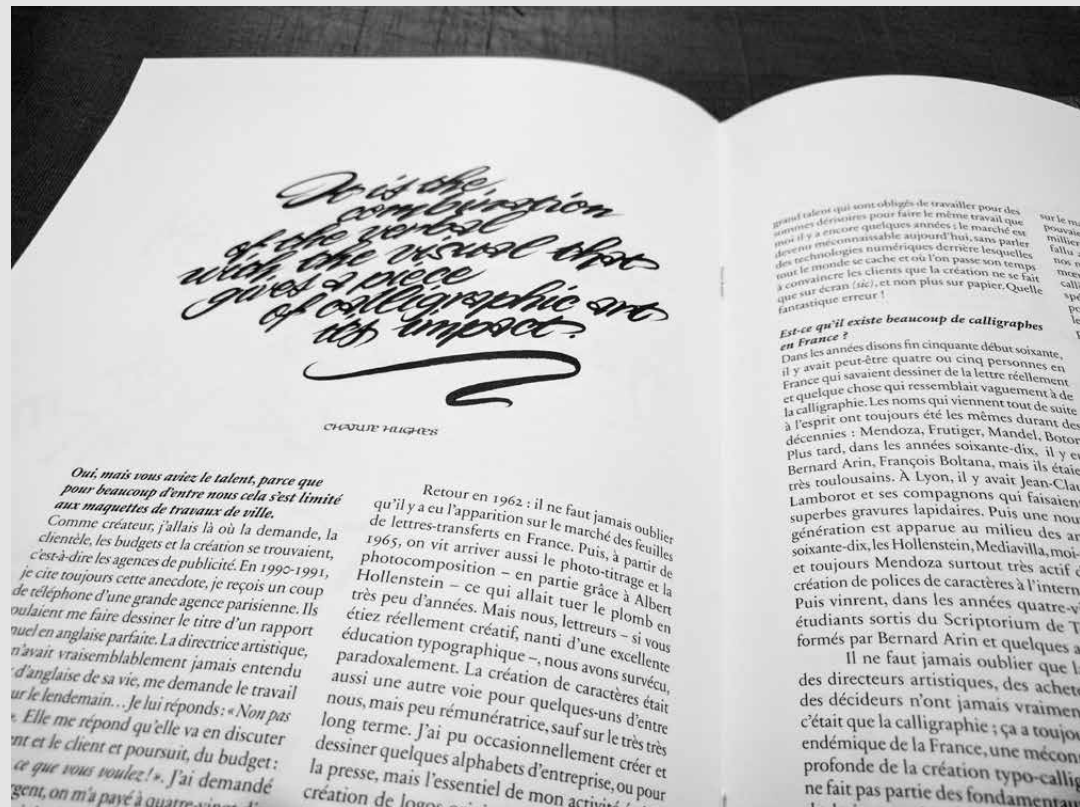 It is the
combination
of the verbal
with the visual that
gives a piece
of calligraphic art
its impact.
CHARLIE HUGHES
Oui, mais vous aviez le talent, parce que
pour beaucoup d'entre nous cela s'est limité
aux maquettes de travaux de ville.
Comme créateur, j'allais là où la demande, la
clientèle, les budgets et la création se trouvaient,
c'est-à-dire les agences de publicité. En 1990-1991,
je cite toujours cette anecdote, je reçois un coup
de téléphone d'une grande agence parisienne. Ils
me faire dessiner le titre d'un rapport
en anglaise parfaite. La directrice artistique,
n'avait vraisemblablement jamais entendu
d'anglaise de sa vie, me demande le travail
le lendemain... Je lui réponds : « Non pas
Elle me répond qu'elle va en discuter
et le client et poursuit, du budget :
ce que vous voulez ! ». J'ai demandé
on m'a payé à
Retour en 1962 : il ne faut jamais oublier
qu'il y a eu l'apparition sur le marché des feuilles
de lettres-transferts en France. Puis, à partir de
1965, on vit arriver aussi le photo-titrage et la
photocomposition – en partie grâce à Albert
Hollenstein – ce qui allait tuer le plomb en
très peu d'années. Mais nous, lettreurs – si vous
étiez réellement créatif, nanti d'une excellente
éducation typographique –, nous avons survécu,
paradoxalement. La création de caractères était
aussi une autre voie pour quelques-uns d'entre
nous, mais peu rémunératrice, sauf sur le très très
long terme. J'ai pu occasionnellement créer et
dessiner quelques alphabets d'entreprise, ou pour
la presse, mais l'essentiel de mon activité
création de logos
grand talent qui sont obligés de travailler pour des
sommes dérisoires pour faire le même travail que
moi il y a encore quelques années ; le marché est
devenu méconnaissable aujourd'hui, sans parler
des technologies numériques derrière lesquelles
tout le monde se cache et où l'on passe son temps
à convaincre les clients que la création ne se fait
que sur écran (sic), et non plus sur papier. Quelle
fantastique erreur !
Est-ce qu'il existe beaucoup de calligraphes
en France ?
Dans les années disons fin cinquante début soixante,
il y avait peut-être quatre ou cinq personnes en
France qui savaient dessiner de la lettre réellement
et quelque chose qui ressemblait vaguement à de
la calligraphie. Les noms qui viennent tout de suite
à l'esprit ont toujours été les mêmes durant des
décennies : Mendoza, Frutiger, Mandel, Boton
Plus tard, dans les années soixante-dix, il y
Bernard Arin, François Boltana, mais ils
très toulousains. À Lyon, il y avait
Lamborot et ses compagnons qui faisaient
superbes gravures lapidaires. Puis une
génération est apparue au milieu des
soixante-dix, les Hollenstein, Mediavilla,
et toujours Mendoza surtout très actif
création de polices de caractères à
Puis vinrent, dans les années
étudiants sortis du Scriptorium de
formés par Bernard Arin et quelques
Il ne faut jamais oublier que
des directeurs artistiques, des
des décideurs n'ont jamais
c'était que la calligraphie ; ça a
endémique de la France, une
profonde de la création
ne fait pas partie des
sur le